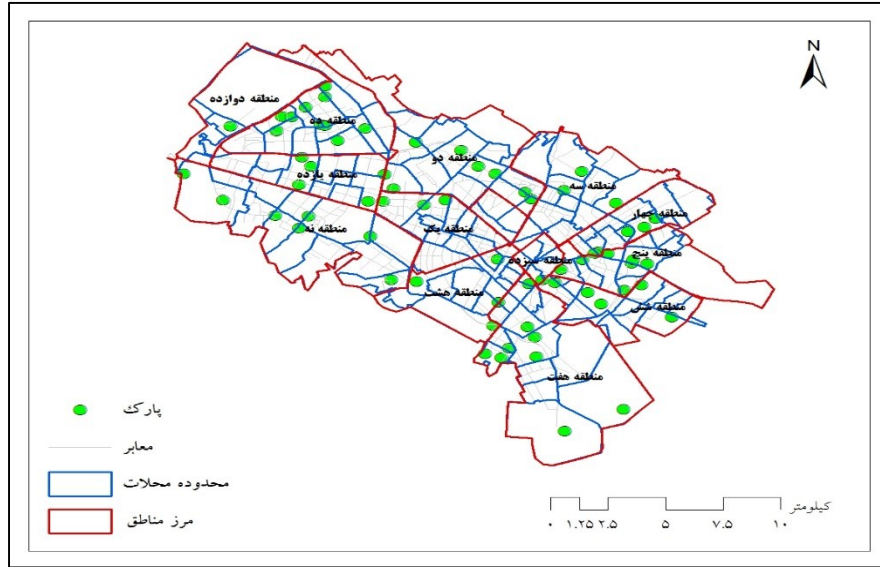 N
منطقه دوازده
منطقه ده
منطقه دو
منطقه یازده
منطقه سه
منطقه چهار
منطقه نه
منطقه یک
منطقه پنج
منطقه سیزده
منطقه هشت
منطقه شش
منطقه هفت
پارک
معابر
محدوده محلات
مرز مناطق
کیلومتر
۰ ۱.۲۵ ۲.۵ ۵ ۷.۵ ۱۰